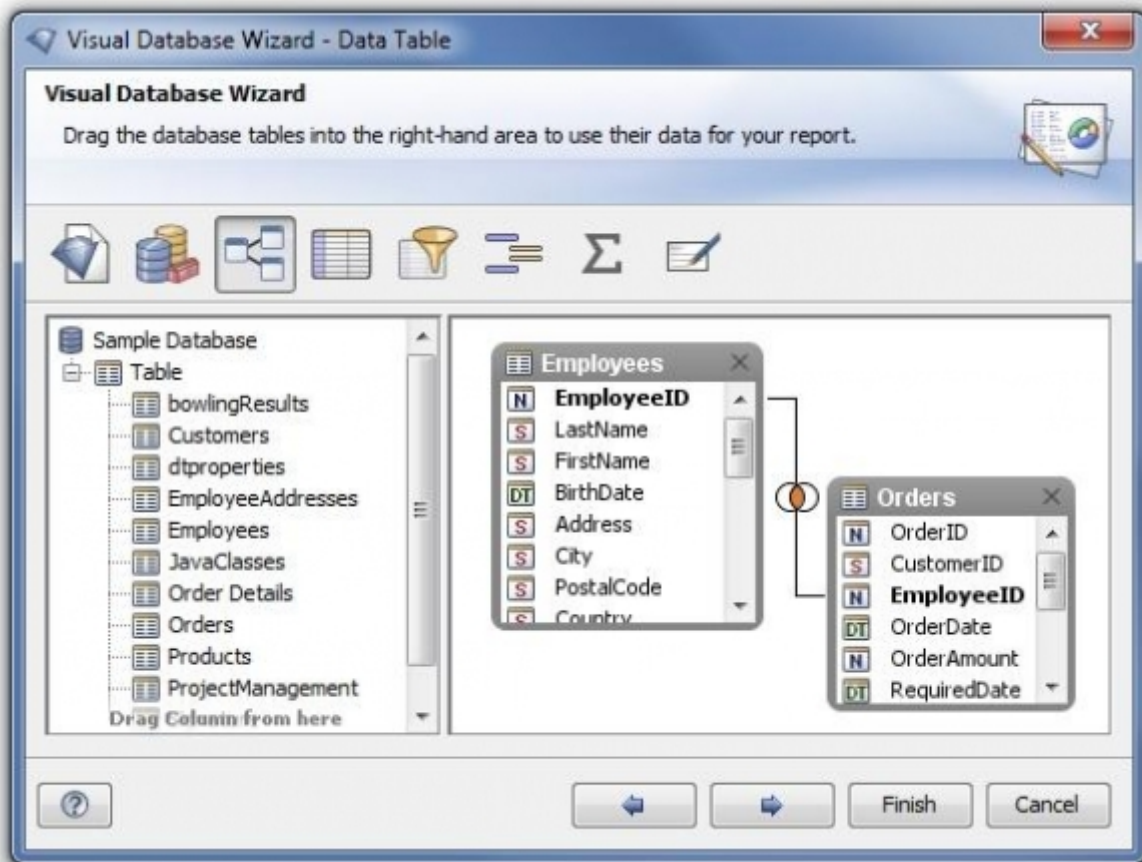 Visual Database Wizard - Data Table
Visual Database Wizard
Drag the database tables into the right-hand area to use their data for your report.
Sample Database
Table
bowlingResults
Customers
dtproperties
EmployeeAddresses
Employees
JavaClasses
Order Details
Orders
Products
ProjectManagement
Drag Column from here
Employees
N EmployeeID
S LastName
S FirstName
DT BirthDate
S Address
S City
S PostalCode
S Country
Orders
N OrderID
S CustomerID
N EmployeeID
DT OrderDate
N OrderAmount
DT RequiredDate
Finish
Cancel